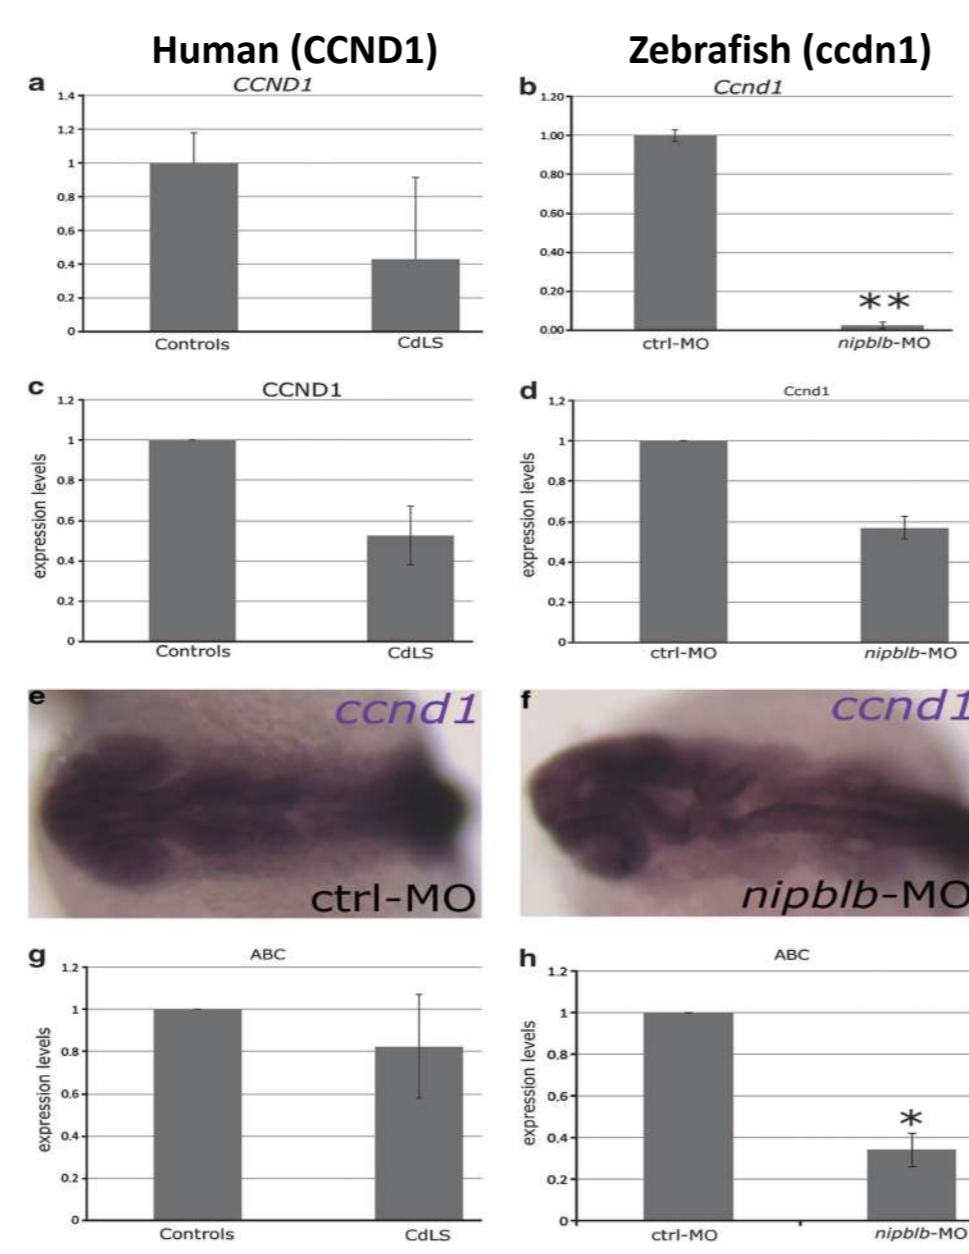 Human (CCND1)
Zebrafish (ccdn1)
a
CCND1
1.4
1.2
1
0.8
0.6
0.4
0.2
0
Controls
CdLS
b
Ccnd1
1.20
1.00
0.80
0.60
0.40
0.20
0.00
**
ctrl-MO
nipblb-MO
c
CCND1
expression levels
1.2
1
0.8
0.6
0.4
0.2
0
Controls
CdLS
d
Ccnd1
expression levels
1.2
1
0.8
0.6
0.4
0.2
0
ctrl-MO
nipblb-MO
e
ccnd1
ctrl-MO
f
ccnd1
nipblb-MO
g
ABC
expression levels
1.2
1
0.8
0.6
0.4
0.2
0
Controls
CdLS
h
ABC
expression levels
1.2
1
0.8
0.6
0.4
0.2
0
*
ctrl-MO
nipblb-MO